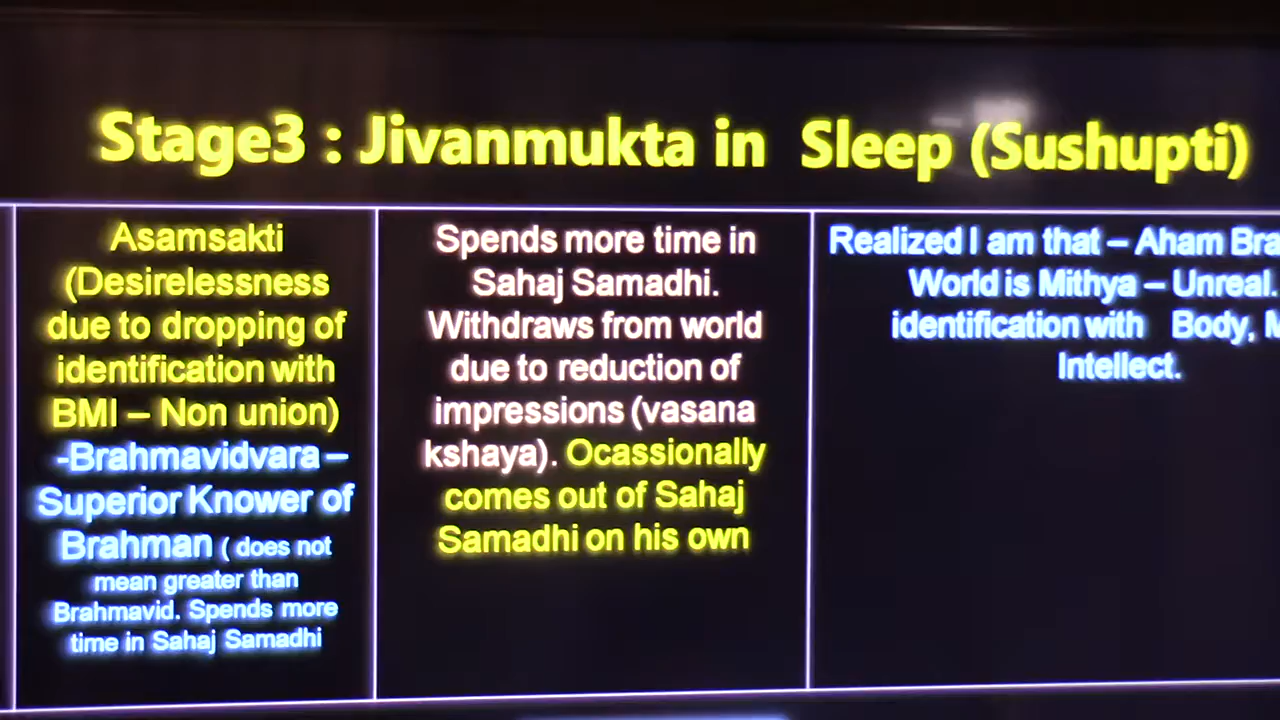 Stage3 : Jivanmukta in Sleep (Sushupti)
Asamsakti
(Desirelessness
due to dropping of
identification with
BMI – Non union)
-Brahmavidvara –
Superior Knower of
Brahman ( does not
mean greater than
Brahmavid. Spends more
time in Sahaj Samadhi
Spends more time in
Sahaj Samadhi.
Withdraws from world
due to reduction of
impressions (vasana
kshaya). Ocassionally
comes out of Sahaj
Samadhi on his own
Realized I am that – Aham
World is Mithya – Unreal.
identification with Body,
Intellect.